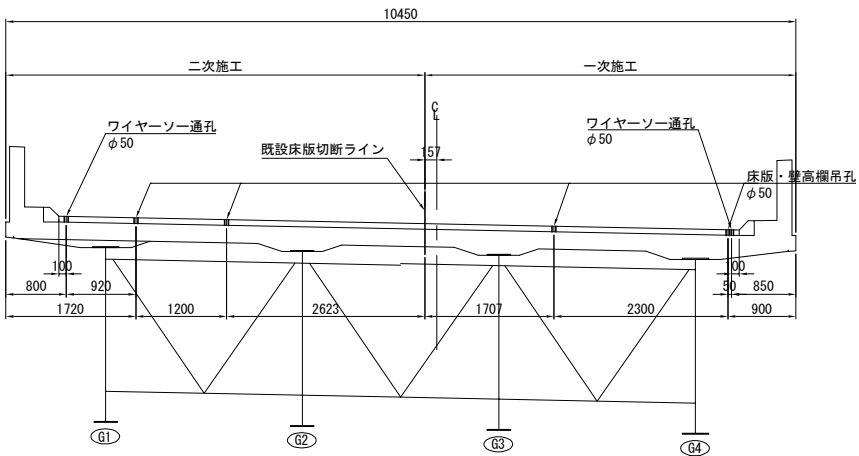 10450
二次施工
一次施工
ワイヤーソー通孔
φ50
既設床版切断ライン
CL
157
ワイヤーソー通孔
φ50
床版・壁高欄吊孔
φ50
100
100
800
920
50
850
1720
1200
2623
1707
2300
900
G1
G2
G3
G4